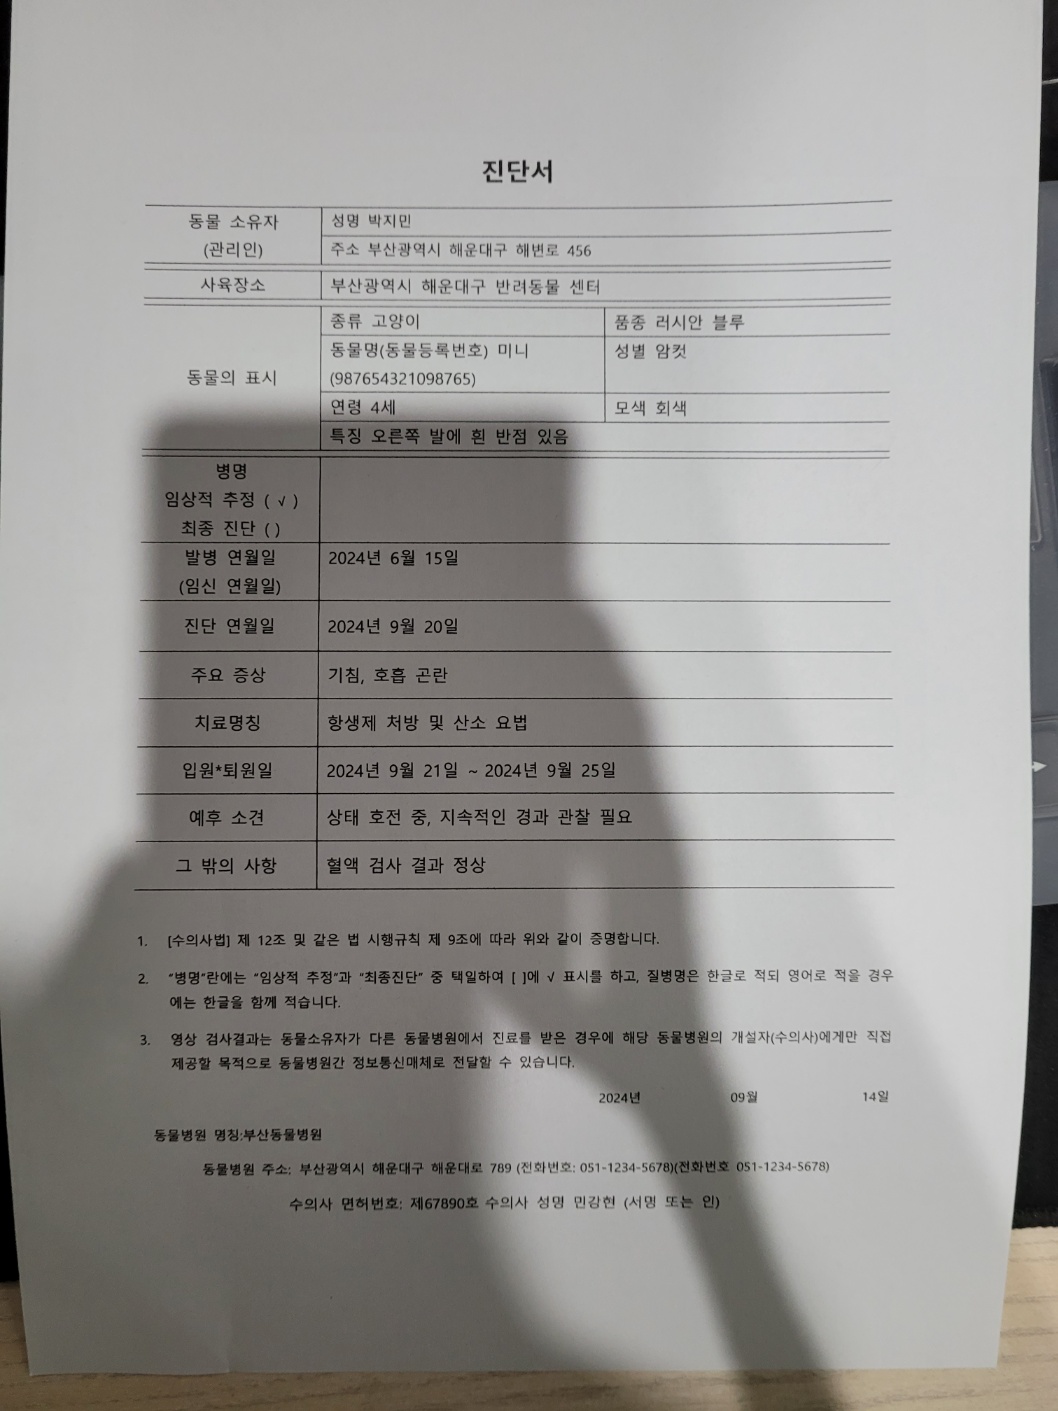 진단서
동물 소유자
(관리인)
성명 박지민
주소 부산광역시 해운대구 해변로 456
사육장소
부산광역시 해운대구 반려동물 센터
동물의 표시
종류 고양이
품종 러시안 블루
동물명(동물등록번호) 미니
(987654321098765)
성별 암컷
연령 4세
모색 회색
특징 오른쪽 발에 흰 반점 있음
병명
임상적 추정 ( √ )
최종 진단 ( )
발병 연월일
(임신 연월일)
2024년 6월 15일
진단 연월일
2024년 9월 20일
주요 증상
기침, 호흡 곤란
치료명칭
항생제 처방 및 산소 요법
입원*퇴원일
2024년 9월 21일 ~ 2024년 9월 25일
예후 소견
상태 호전 중, 지속적인 경과 관찰 필요
그 밖의 사항
혈액 검사 결과 정상
1. [수의사법] 제 12조 및 같은 법 시행규칙 제 9조에 따라 위와 같이 증명합니다.
2. “병명”란에는 “임상적 추정”과 “최종진단” 중 택일하여 [ ]에 √ 표시를 하고, 질병명은 한글로 적되 영어로 적을 경우
에는 한글을 함께 적습니다.
3. 영상 검사결과는 동물소유자가 다른 동물병원에서 진료를 받은 경우에 해당 동물병원의 개설자(수의사)에게만 직접
제공할 목적으로 동물병원간 정보통신매체로 전달할 수 있습니다.
2024년 09월 14일
동물병원 명칭:부산동물병원
동물병원 주소: 부산광역시 해운대구 해운대로 789 (전화번호: 051-1234-5678)(전화번호 051-1234-5678)
수의사 면허번호: 제67890호 수의사 성명 민강현 (서명 또는 인)